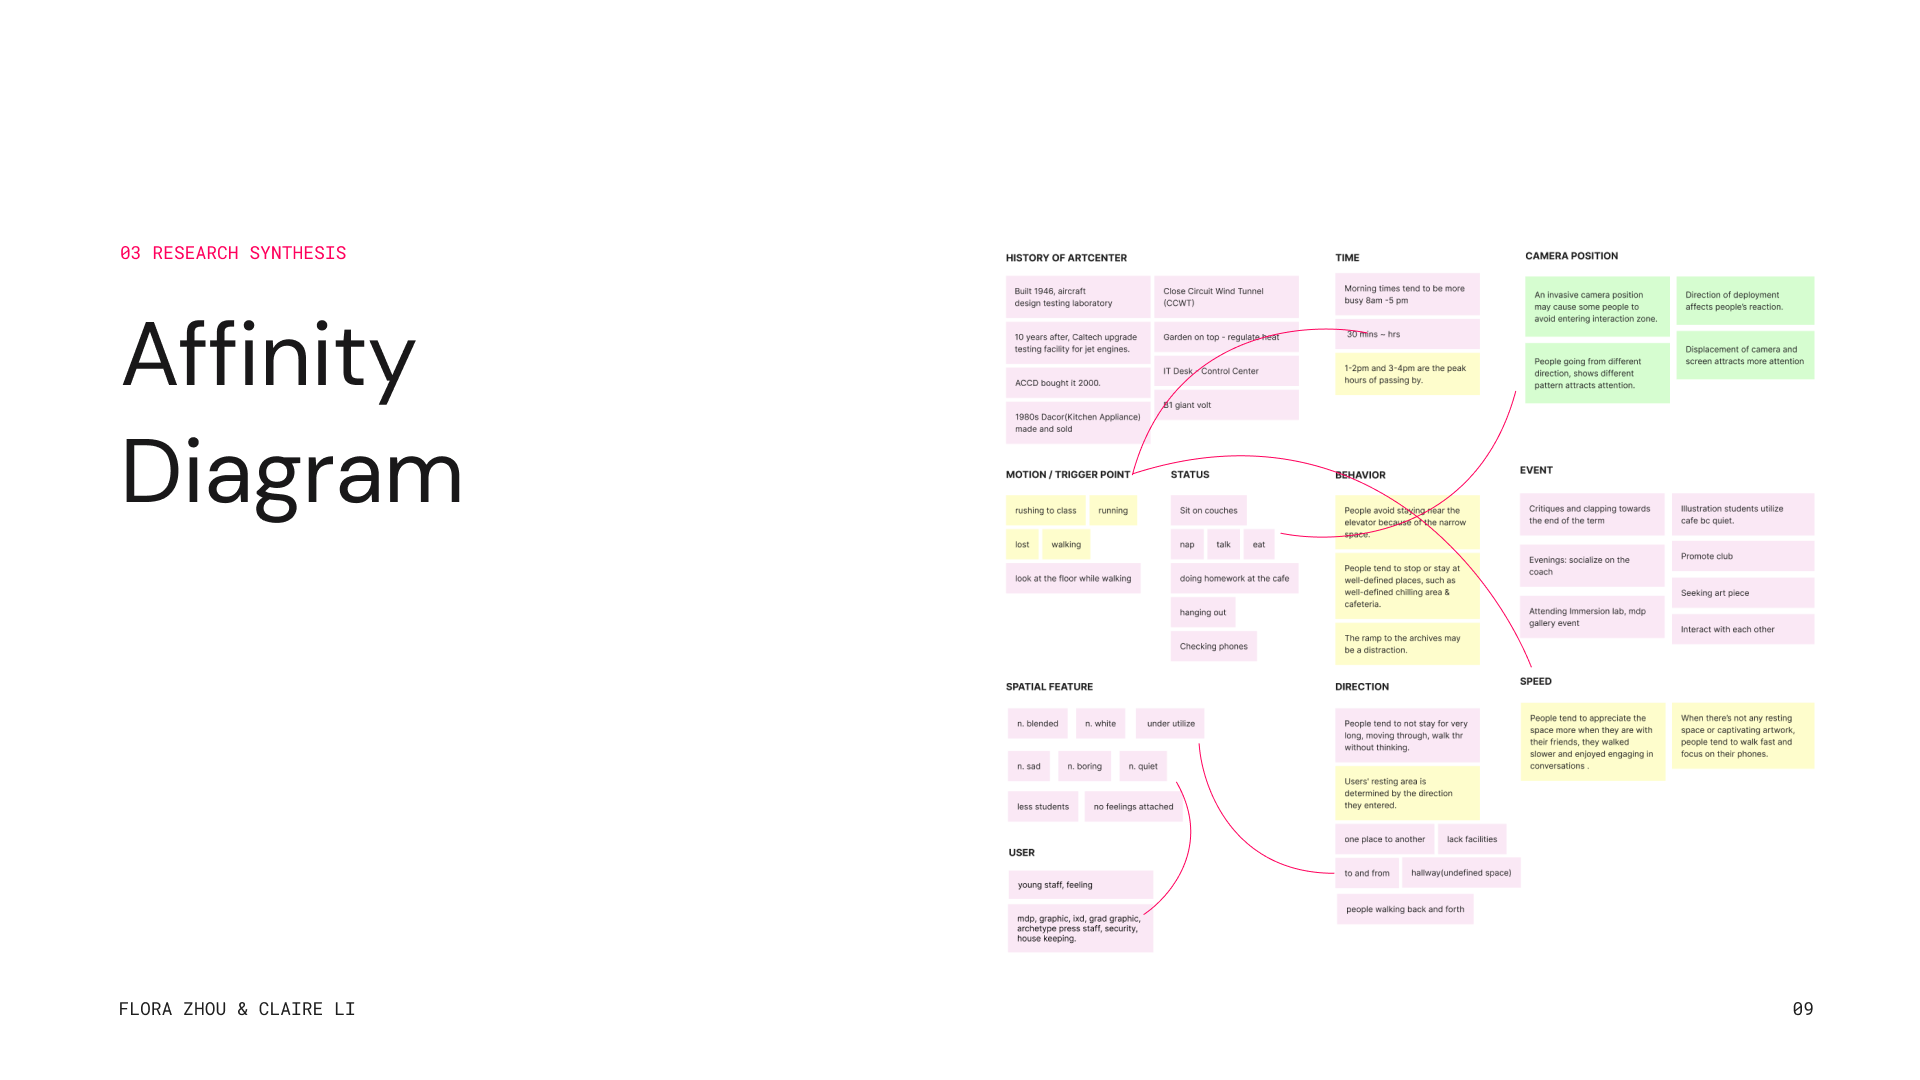 03 RESEARCH SYNTHESIS
Affinity
Diagram
HISTORY OF ARTCENTER
Built 1946, aircraft
design testing laboratory
10 years after, Caltech upgrade
testing facility for jet engines.
ACCD bought it 2000.
1980s Dacor(Kitchen Appliance)
made and sold
Close Circuit Wind Tunnel
(CCWT)
Garden on top - regulate heat
IT Desk - Control Center
B1 giant volt
TIME
Morning times tend to be more
busy 8am -5 pm
30 mins – hrs
1-2pm and 3-4pm are the peak
hours of passing by.
CAMERA POSITION
An invasive camera position
may cause some people to
avoid entering interaction zone.
People going from different
direction, shows different
pattern attracts attention.
Direction of deployment
affects people's reaction.
Displacement of camera and
screen attracts more attention
MOTION / TRIGGER POINT
rushing to class
running
lost
walking
look at the floor while walking
STATUS
Sit on couches
nap
talk
eat
doing homework at the cafe
hanging out
Checking phones
BEHAVIOR
People avoid staying near the
elevator because of the narrow
space.
People tend to stop or stay at
well-defined places, such as
well-defined chilling area &
cafeteria.
The ramp to the archives may
be a distraction.
EVENT
Critiques and clapping towards
the end of the term
Evenings: socialize on the
coach
Attending Immersion lab, mdp
gallery event
Illustration students utilize
cafe bc quiet.
Promote club
Seeking art piece
Interact with each other
SPATIAL FEATURE
n. blended
n. white
under utilize
n. sad
n. boring
n. quiet
less students
no feelings attached
USER
young staff, feeling
mdp, graphic, ixd, grad graphic,
archetype press staff, security,
house keeping.
DIRECTION
People tend to not stay for very
long, moving through, walk thr
without thinking.
Users' resting area is
determined by the direction
they entered.
one place to another
lack facilities
to and from
hallway(undefined space)
people walking back and forth
SPEED
People tend to appreciate the
space more when they are with
their friends, they walked
slower and enjoyed engaging in
conversations .
When there's not any resting
space or captivating artwork,
people tend to walk fast and
focus on their phones.
FLORA ZHOU & CLAIRE LI
09